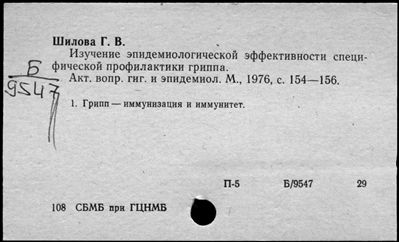 Шилова Г. В.
Изучение эпидемиологической эффективности специ-
фической профилактики гриппа.
Акт. вопр. гиг. и эпидемиол. М., 1976, с. 154—156.
Б
9547
1. Грипп — иммунизация и иммунитет.
П-5 Б/9547 29
108 СБМБ при ГЦНМБ